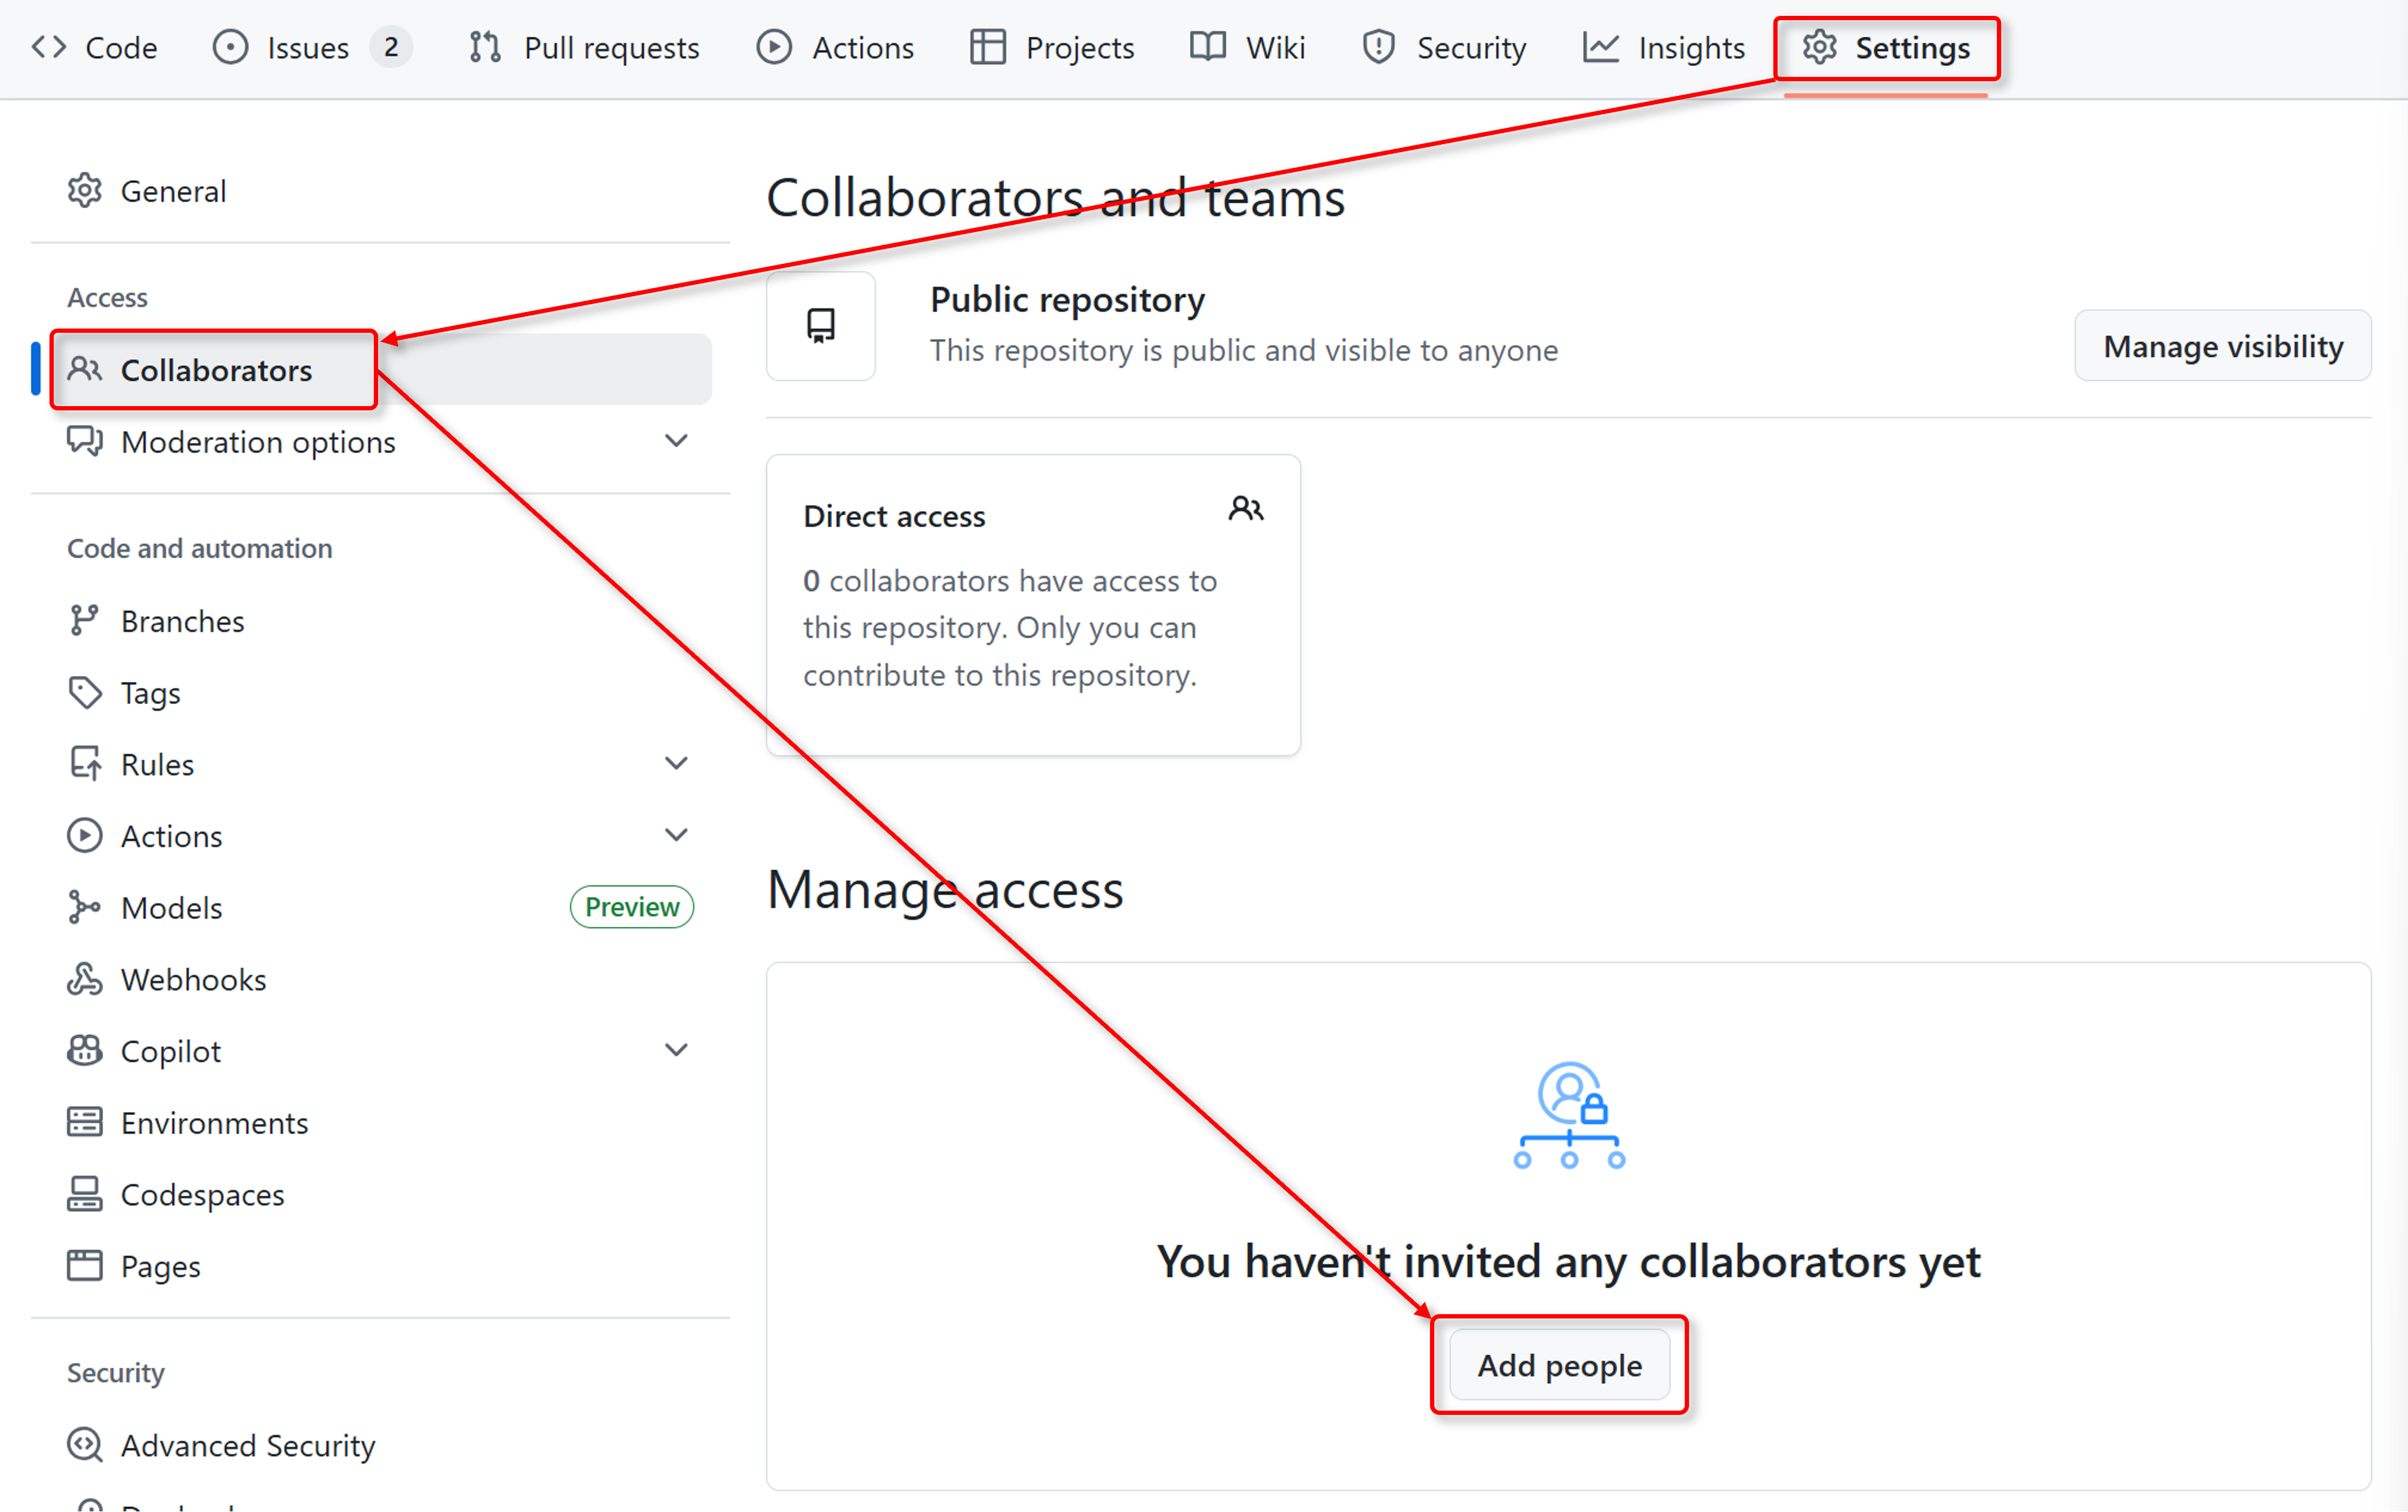 Code
Issues 2
Pull requests
Actions
Projects
Wiki
Security
Insights
Settings
General
Access
Collaborators
Moderation options
Code and automation
Branches
Tags
Rules
Actions
Models Preview
Webhooks
Copilot
Environments
Codespaces
Pages
Security
Advanced Security
Collaborators and teams
Public repository
This repository is public and visible to anyone
Manage visibility
Direct access
0 collaborators have access to
this repository. Only you can
contribute to this repository.
Manage access
You haven't invited any collaborators yet
Add people